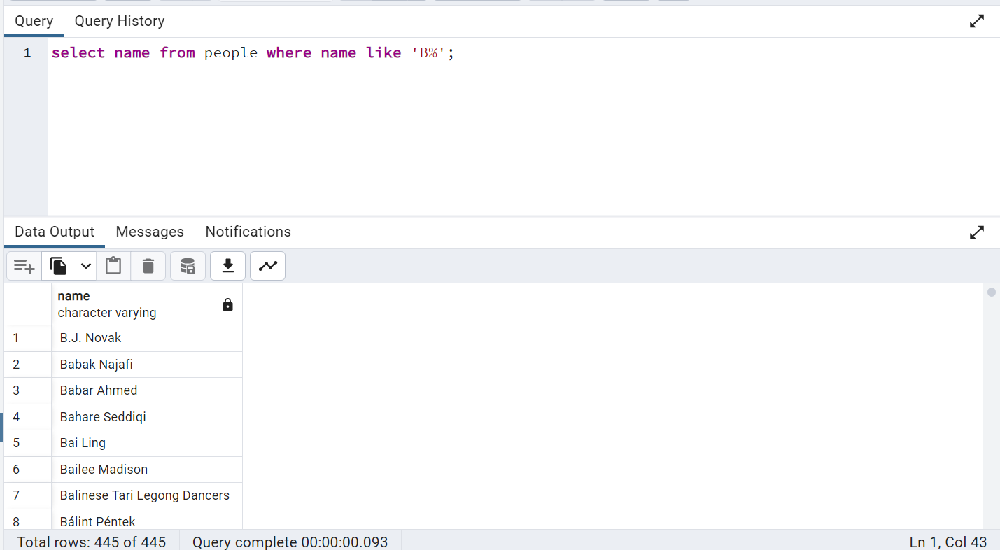 Query Query History
1 select name from people where name like 'B%';
Data Output Messages Notifications
name
character varying
1 B.J. Novak
2 Babak Najafi
3 Babar Ahmed
4 Bahare Seddiqi
5 Bai Ling
6 Bailee Madison
7 Balinese Tari Legong Dancers
8 Bálint Péntek
Total rows: 445 of 445 Query complete 00:00:00.093 Ln 1, Col 43